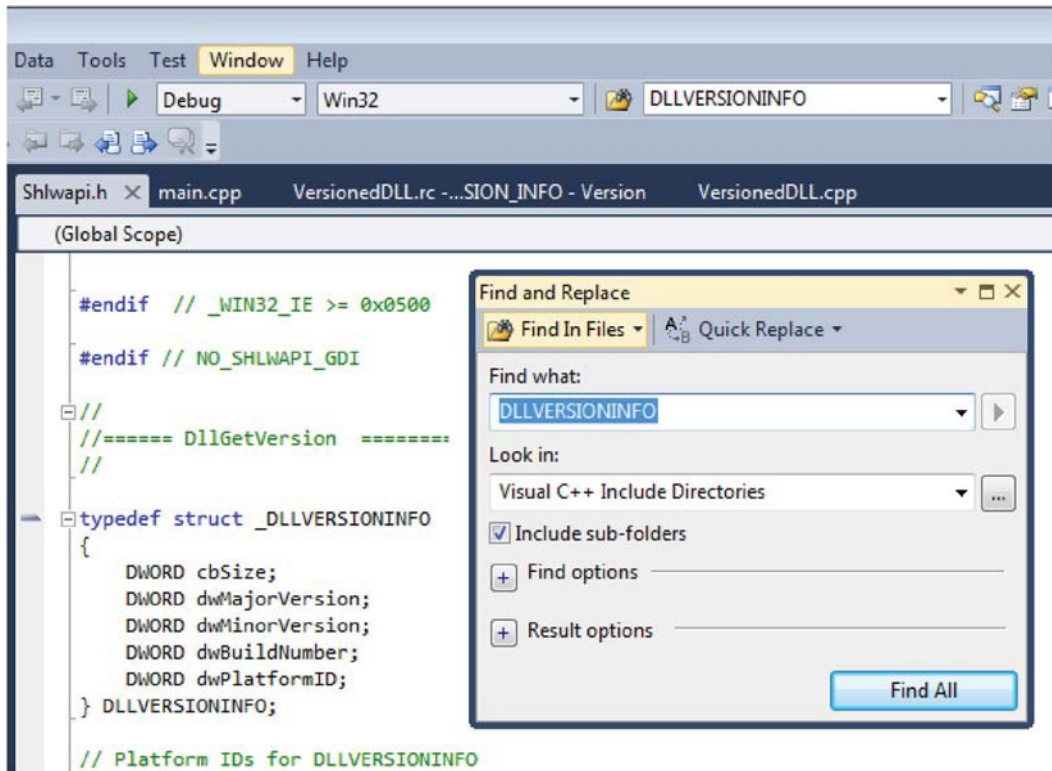 Data Tools Test Window Help
Debug Win32 DLLVERSIONINFO
Shlwapi.h main.cpp VersionedDLL.rc -...SION_INFO - Version VersionedDLL.cpp
(Global Scope)
#endif // _WIN32_IE >= 0x0500
#endif // NO_SHLWAPI_GDI
//
//====== DllGetVersion ========
//
typedef struct _DLLVERSIONINFO
{
DWORD cbSize;
DWORD dwMajorVersion;
DWORD dwMinorVersion;
DWORD dwBuildNumber;
DWORD dwPlatformID;
} DLLVERSIONINFO;
// Platform IDs for DLLVERSIONINFO
Find and Replace
Find In Files A B Quick Replace
Find what:
DLLVERSIONINFO
Look in:
Visual C++ Include Directories ...
Include sub-folders
+ Find options
+ Result options
Find All